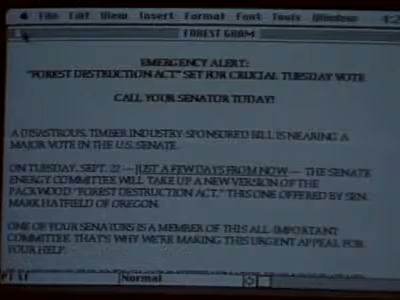 File Edit View Insert Format Font Tools Window
EMERGENCY ALERT:
"FOREST DESTRUCTION ACT" SET FOR CRUCIAL TUESDAY VOTE
CALL YOUR SENATOR TODAY!
A DISASTROUS, TIMBER INDUSTRY-SPONSORED BILL IS NEARING A
MAJOR VOTE IN THE U.S. SENATE.
ON TUESDAY, SEPT. 22 — JUST A FEW DAYS FROM NOW — THE SENATE
ENERGY COMMITTEE WILL TAKE UP A NEW VERSION OF THE
PACKWOOD "FOREST DESTRUCTION ACT," THIS ONE OFFERED BY SEN.
MARK HATFIELD OF OREGON.
ONE OF YOUR SENATORS IS A MEMBER OF THIS ALL-IMPORTANT
COMMITTEE. THAT'S WHY WE'RE MAKING THIS URGENT APPEAL FOR
YOUR HELP.
Normal